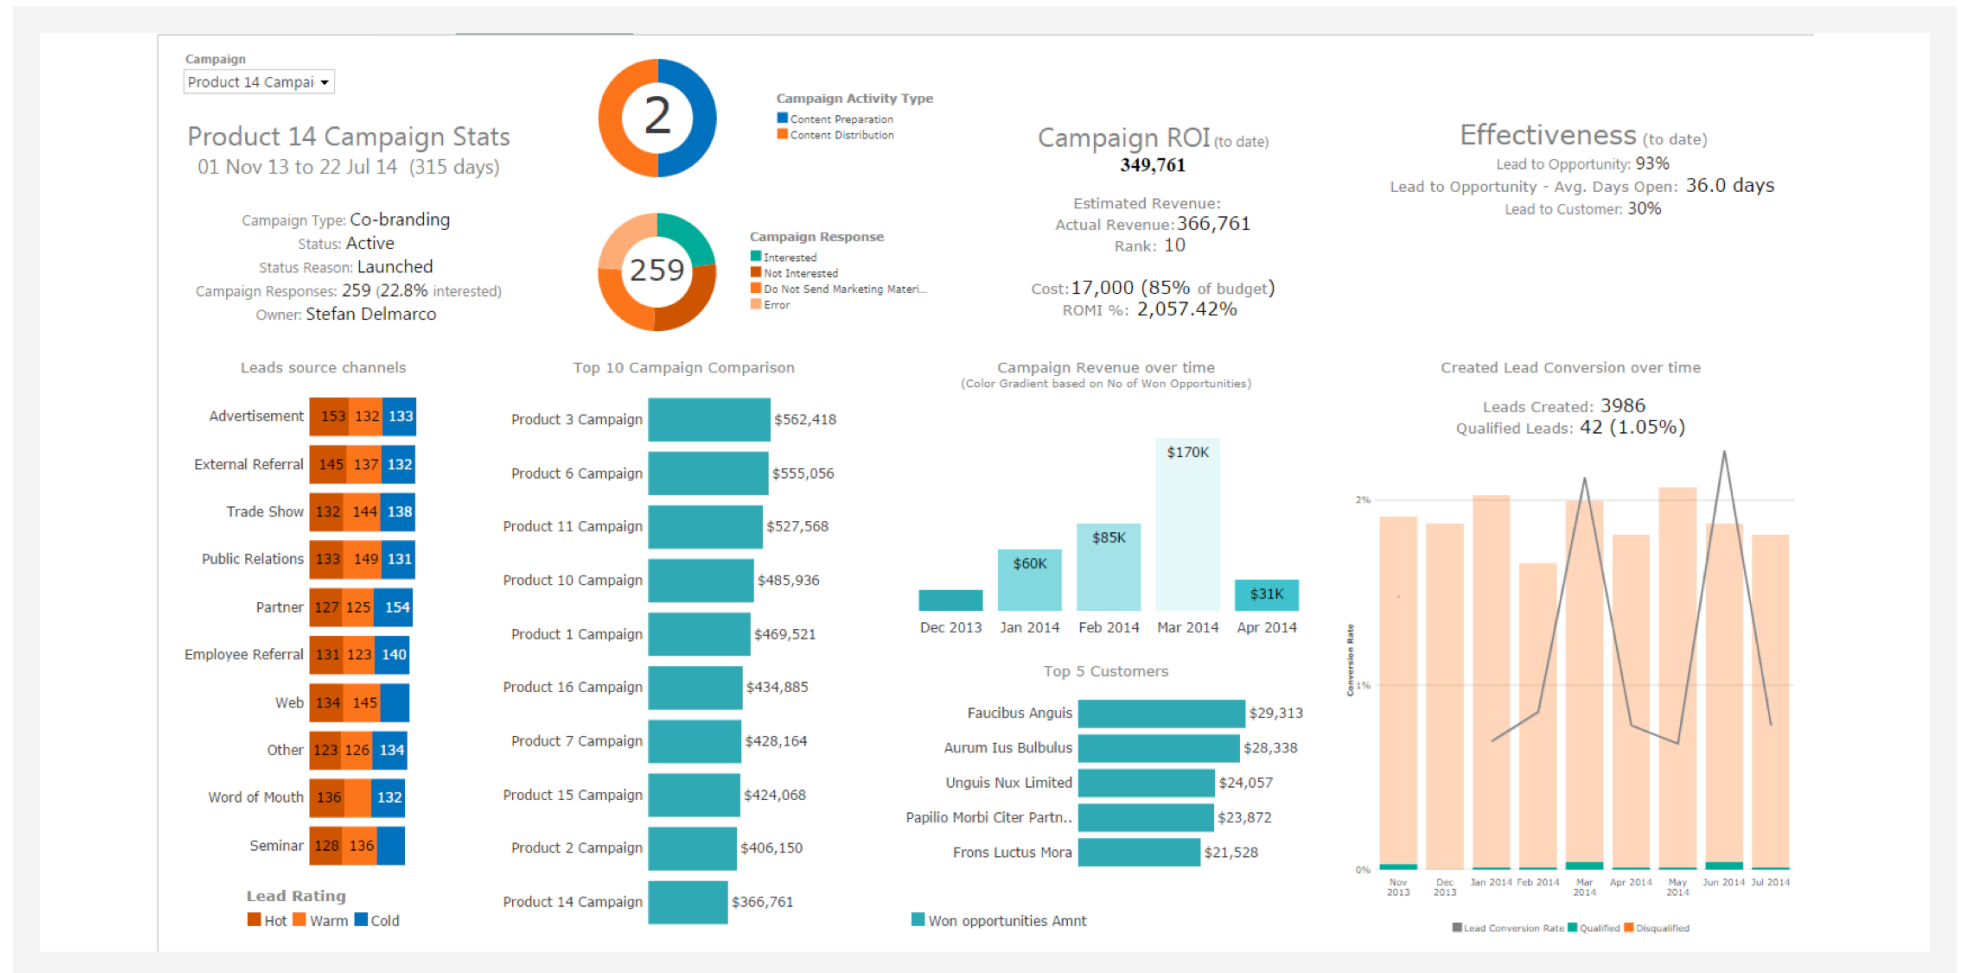 Campaign
Product 14 Campai
Product 14 Campaign Stats
01 Nov 13 to 22 Jul 14 (315 days)
Campaign Type: Co-branding
Status: Active
Status Reason: Launched
Campaign Responses: 259 (22.8% interested)
Owner: Stefan Delmarco
2
Campaign Activity Type
Content Preparation
Content Distribution
259
Campaign Response
Interested
Not Interested
Do Not Send Marketing Materi...
Error
Campaign ROI (to date)
349,761
Estimated Revenue:
Actual Revenue: 366,761
Rank: 10
Cost: 17,000 (85% of budget)
ROMI %: 2,057.42%
Effectiveness (to date)
Lead to Opportunity: 93%
Lead to Opportunity - Avg. Days Open: 36.0 days
Lead to Customer: 30%
Leads source channels
Advertisement 153 132 133
External Referral 145 137 132
Trade Show 132 144 138
Public Relations 133 149 131
Partner 127 125 154
Employee Referral 131 123 140
Web 134 145
Other 123 126 134
Word of Mouth 136 132
Seminar 128 136
Lead Rating
Hot Warm Cold
Top 10 Campaign Comparison
Product 3 Campaign $562,418
Product 6 Campaign $555,056
Product 11 Campaign $527,568
Product 10 Campaign $485,936
Product 1 Campaign $469,521
Product 16 Campaign $434,885
Product 7 Campaign $428,164
Product 15 Campaign $424,068
Product 2 Campaign $406,150
Product 14 Campaign $366,761
Campaign Revenue over time
(Color Gradient based on No of Won Opportunities)
$170K
$85K
$60K
$31K
Dec 2013 Jan 2014 Feb 2014 Mar 2014 Apr 2014
Top 5 Customers
Faucibus Anguis $29,313
Aurum Ius Bulbulus $28,338
Unguis Nux Limited $24,057
Papilio Morbi Citer Partn.. $23,872
Frons Luctus Mora $21,528
Won opportunities Amnt
Created Lead Conversion over time
Leads Created: 3986
Qualified Leads: 42 (1.05%)
2%
Conversion Rate
1%
0%
Nov 2013 Dec 2013 Jan 2014 Feb 2014 Mar 2014 Apr 2014 May 2014 Jun 2014 Jul 2014
Lead Conversion Rate Qualified Disqualified